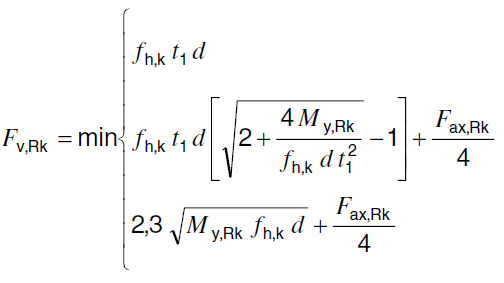 f_h,k t_1 d
F_v,Rk = min { f_h,k t_1 d [ √(2 + (4 M_y,Rk)/(f_h,k d t_1^2)) − 1 ] + F_ax,Rk/4
2,3 √(M_y,Rk f_h,k d) + F_ax,Rk/4